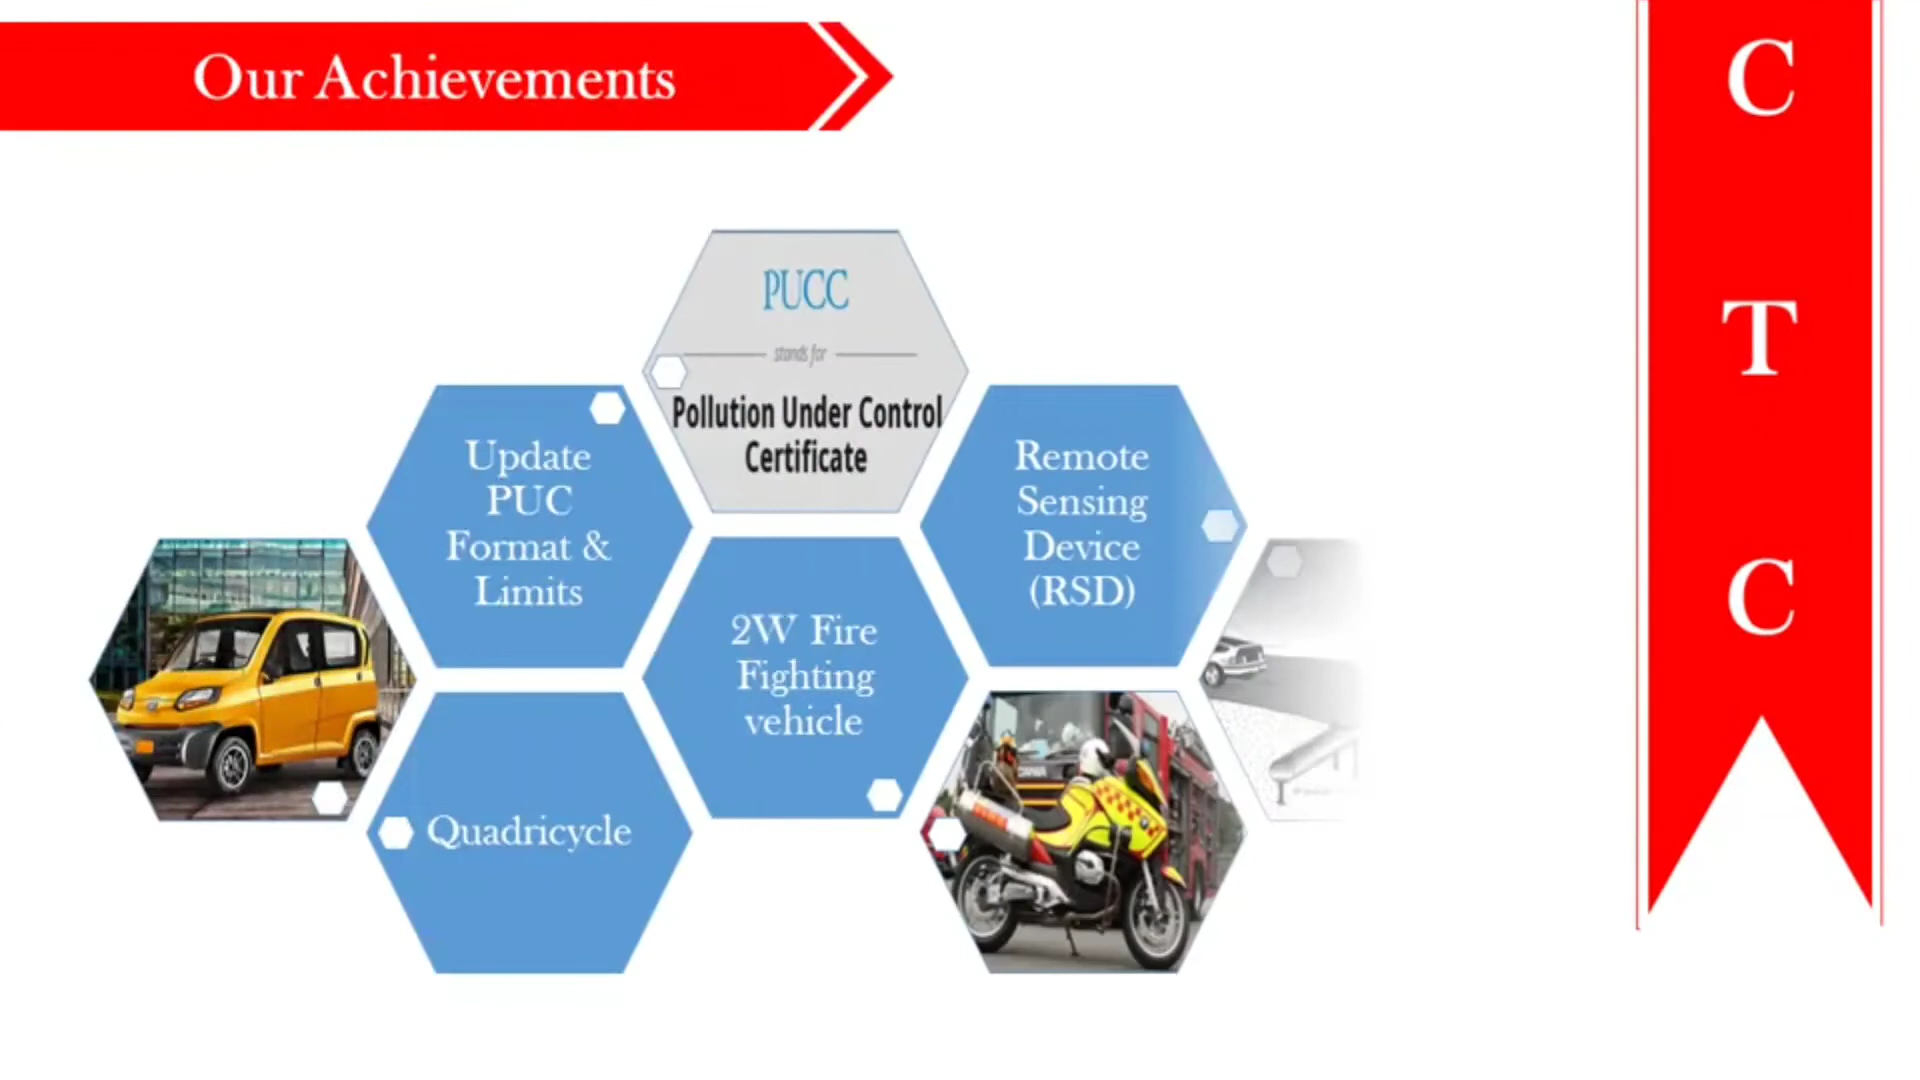 Our Achievements
C
T
C
PUCC
stands for
Pollution Under Control
Certificate
Update
PUC
Format &
Limits
Remote
Sensing
Device
(RSD)
2W Fire
Fighting
vehicle
Quadricycle